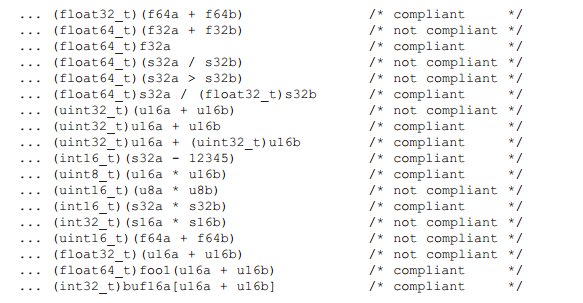 ... (float32_t)(f64a + f64b) /* compliant */
... (float64_t)(f32a + f32b) /* not compliant */
... (float64_t)f32a /* compliant */
... (float64_t)(s32a / s32b) /* not compliant */
... (float64_t)(s32a > s32b) /* not compliant */
... (float64_t)s32a / (float32_t)s32b /* compliant */
... (uint32_t)(u16a + u16b) /* not compliant */
... (uint32_t)u16a + u16b /* compliant */
... (uint32_t)u16a + (uint32_t)u16b /* compliant */
... (int16_t)(s32a - 12345) /* compliant */
... (uint8_t)(u16a * u16b) /* compliant */
... (uint16_t)(u8a * u8b) /* not compliant */
... (int16_t)(s32a * s32b) /* compliant */
... (int32_t)(s16a * s16b) /* not compliant */
... (uint16_t)(f64a + f64b) /* not compliant */
... (float32_t)(u16a + u16b) /* not compliant */
... (float64_t)foo1(u16a + u16b) /* compliant */
... (int32_t)buf16a[u16a + u16b] /* compliant */